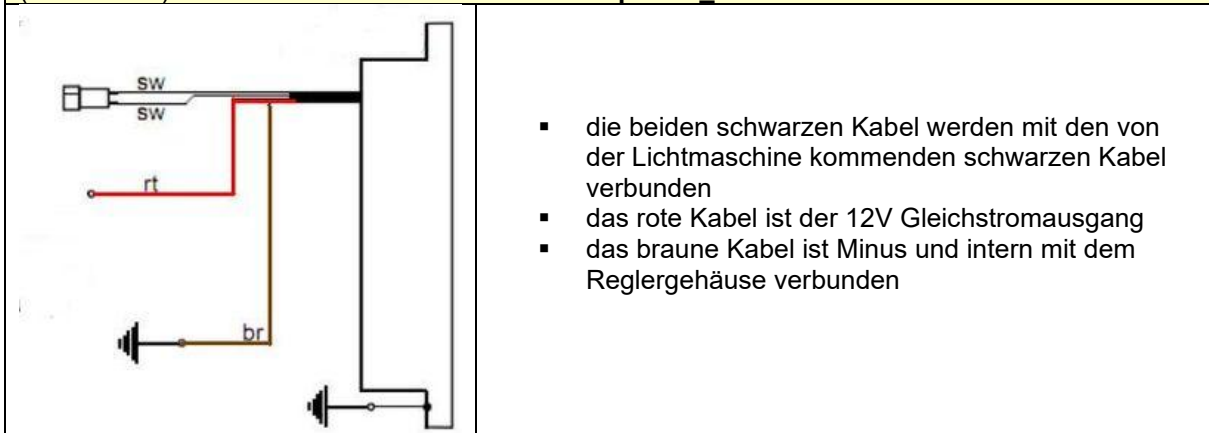 sw
sw
rt
br
▪ die beiden schwarzen Kabel werden mit den von
der Lichtmaschine kommenden schwarzen Kabel
verbunden
▪ das rote Kabel ist der 12V Gleichstromausgang
▪ das braune Kabel ist Minus und intern mit dem
Reglergehäuse verbunden